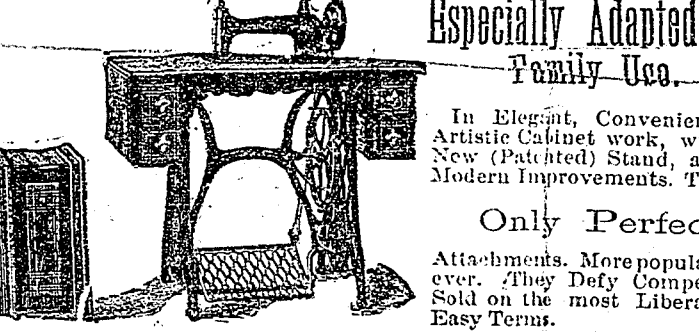 Especially Adapted
Family Use.
In Elegant, Convenien
Artistic Cabinet work, w
New (Patented) Stand, a
Modern Improvements. T
Only Perfec
Attachments. More popula
ever. They Defy Compe
Sold on the most Libera
Easy Terms.